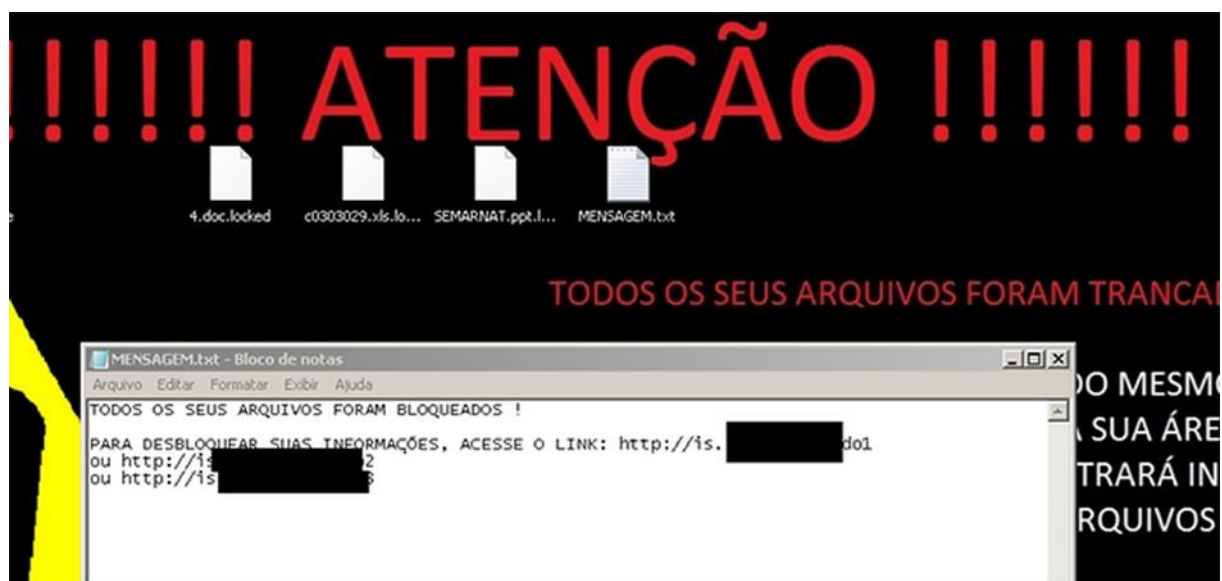 !!!!!! ATENÇÃO !!!!!!
4.doc.locked c0303029.xls.lo... SEMARNAT.ppt.l... MENSAGEM.txt
TODOS OS SEUS ARQUIVOS FORAM TRANCA
MENSAGEM.txt - Bloco de notas
Arquivo Editar Formatar Exibir Ajuda
TODOS OS SEUS ARQUIVOS FORAM BLOQUEADOS !
PARA DESBLOQUEAR SUAS INFORMAÇÕES, ACESSE O LINK: http://is. do1
ou http://is 2
ou http://is
DO MESMO
SUA ÁRE
TRARÁ IN
RQUIVOS